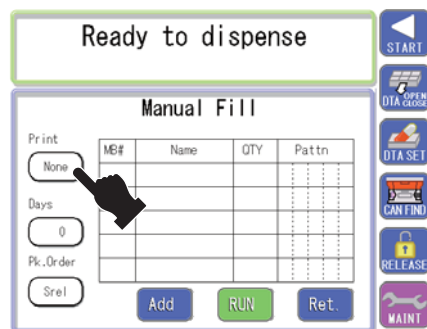 Ready to dispense
START
OPEN
DTA CLOSE
Manual Fill
Print
MB# Name QTY Pattn
None
DTA SET
Days
0
CAN FIND
Pk.Order
RELEASE
Srel
Add RUN Ret.
MAINT